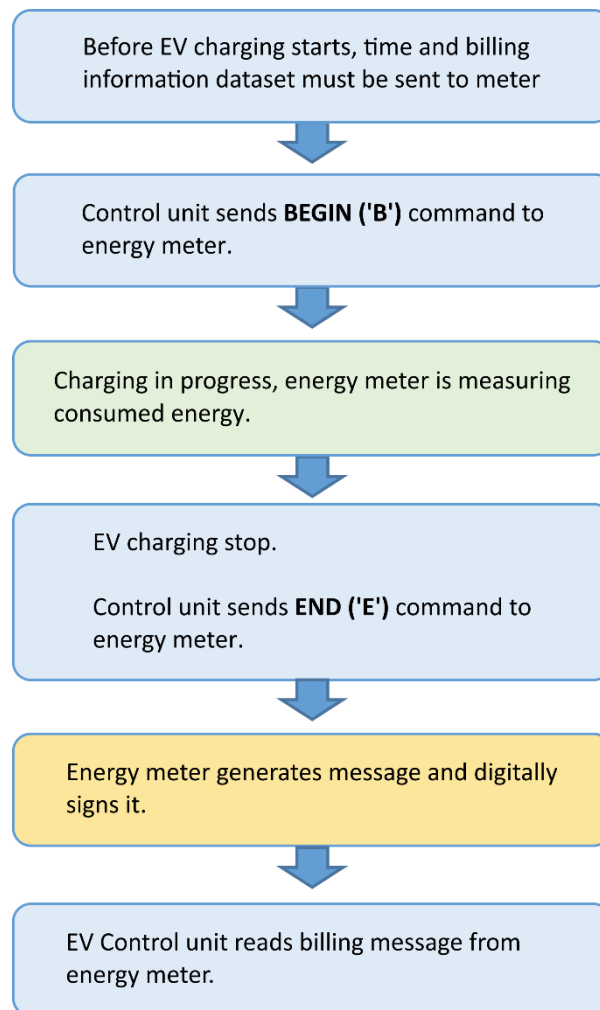 Before EV charging starts, time and billing
information dataset must be sent to meter
Control unit sends BEGIN ('B') command to
energy meter.
Charging in progress, energy meter is measuring
consumed energy.
EV charging stop.
Control unit sends END ('E') command to
energy meter.
Energy meter generates message and digitally
signs it.
EV Control unit reads billing message from
energy meter.